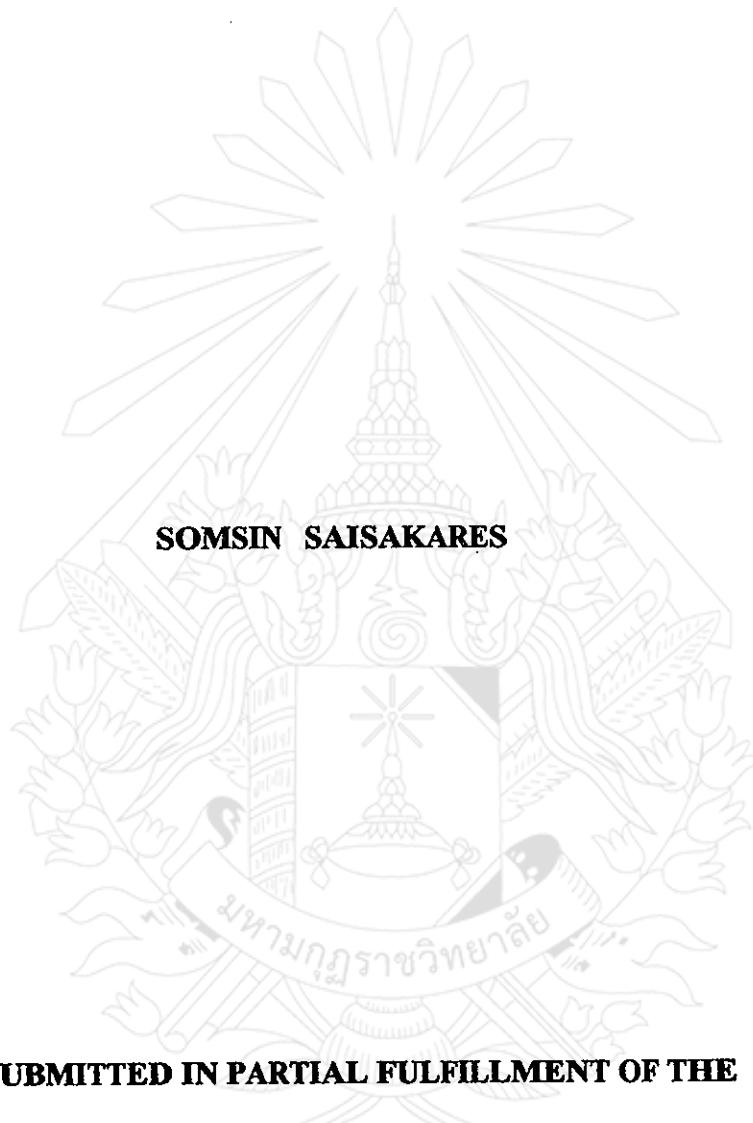 SOMSIN SAISAKARES
มหามกุฏราชวิทยาลัย
UBMITTED IN PARTIAL FULFILLMENT OF THE